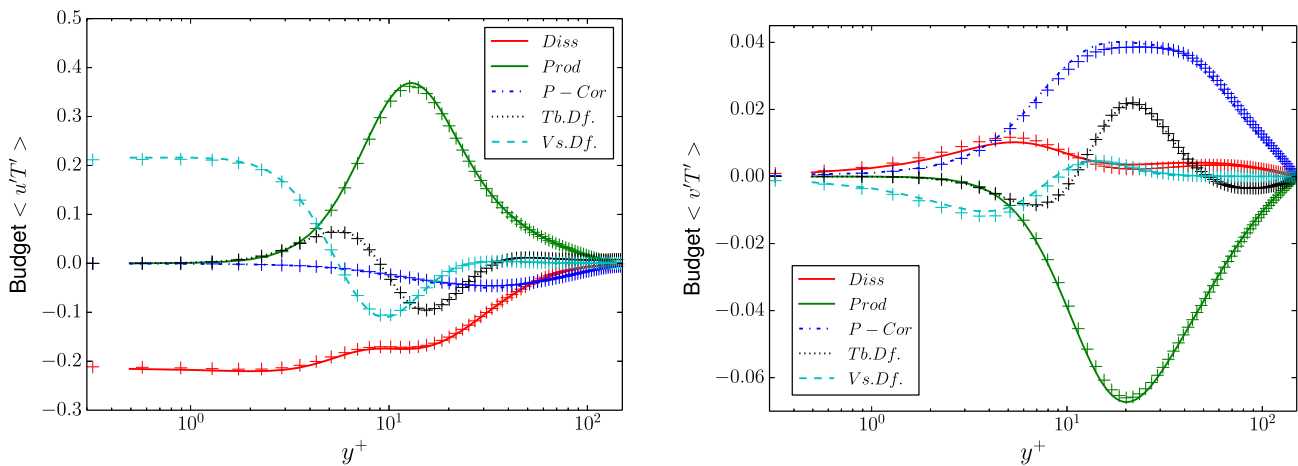 0.5
0.4
0.3
0.2
0.1
0.0
−0.1
−0.2
−0.3
Budget < u′T′ >
10⁰
10¹
10²
y⁺
Diss
Prod
P − Cor
Tb.Df.
Vs.Df.
0.04
0.02
0.00
−0.02
−0.04
−0.06
Budget < v′T′ >
10⁰
10¹
10²
y⁺
Diss
Prod
P − Cor
Tb.Df.
Vs.Df.